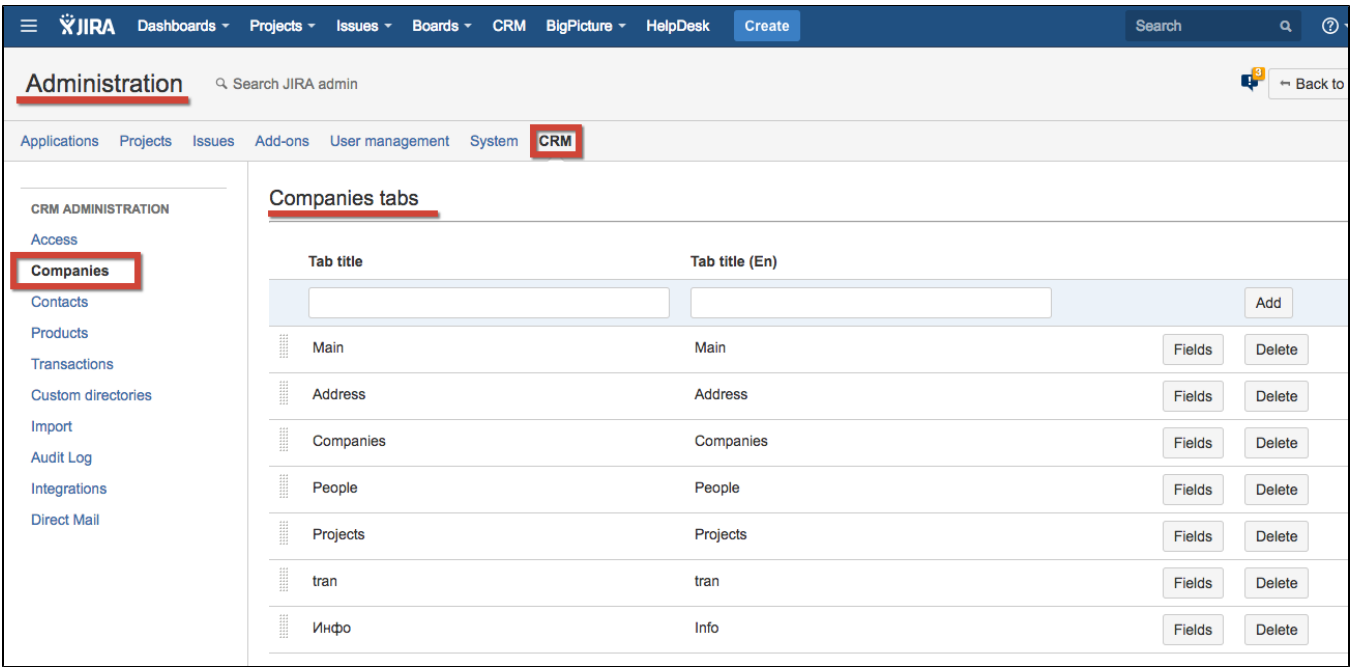 JIRA Dashboards Projects Issues Boards CRM BigPicture HelpDesk Create Search
Administration Search JIRA admin 3 Back to
Applications Projects Issues Add-ons User management System CRM
CRM ADMINISTRATION
Access
Companies
Contacts
Products
Transactions
Custom directories
Import
Audit Log
Integrations
Direct Mail
Companies tabs
Tab title Tab title (En)
Add
Main Main Fields Delete
Address Address Fields Delete
Companies Companies Fields Delete
People People Fields Delete
Projects Projects Fields Delete
tran tran Fields Delete
Инфо Info Fields Delete